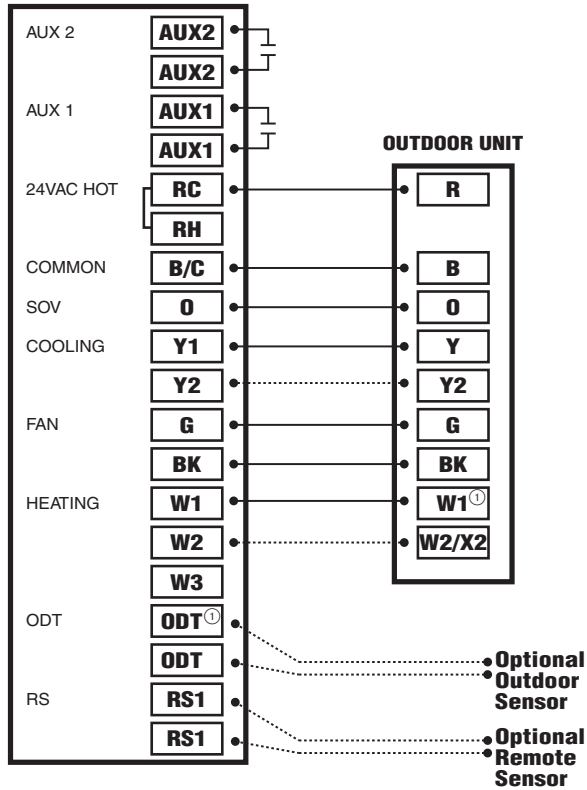 AUX 2 AUX2
AUX2
AUX 1 AUX1
AUX1
OUTDOOR UNIT
24VAC HOT RC R
RH
COMMON B/C B
SOV O O
COOLING Y1 Y
Y2 Y2
FAN G G
BK BK
HEATING W1 W1①
W2 W2/X2
W3
ODT ODT①
ODT
Optional
Outdoor
Sensor
RS RS1
RS1
Optional
Remote
Sensor